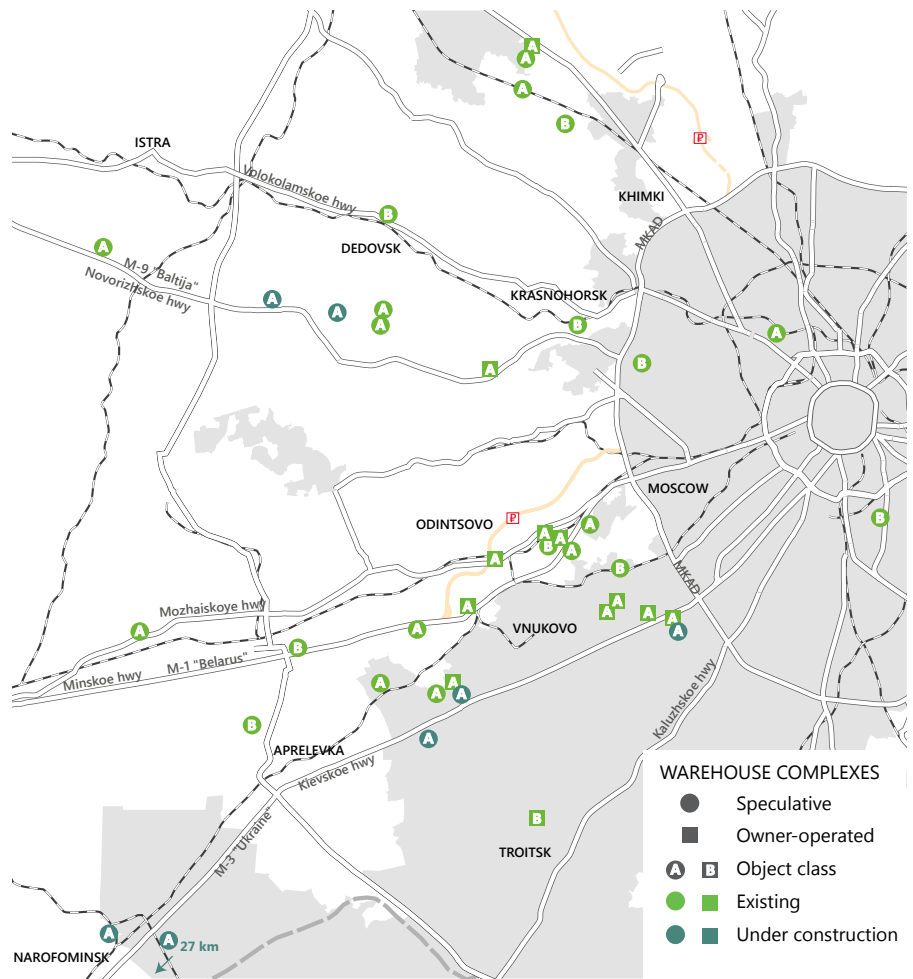 A
A
A
B
₽
ISTRA
Volokolamskoe hwy
KHIMKI
B
MKAD
DEDOVSK
A
M-9 "Baltija"
Novorizhskoe hwy
KRASNOHORSK
A
A
A
A
B
A
A
B
MOSCOW
ODINTSOVO
₽
B
A
A
A
B
A
A
B
MKAD
Mozhaiskoye hwy
A
A
A
A
A
A
VNUKOVO
A
A
A
B
M-1 "Belarus"
Minskoe hwy
Kaluzhskoe hwy
A
A
A
A
B
A
APRELEVKA
Kievskoe hwy
M-3 "Ukraine"
B
TROITSK
A
A
27 km
NAROFOMINSK
WAREHOUSE COMPLEXES
Speculative
Owner-operated
A B Object class
Existing
Under construction